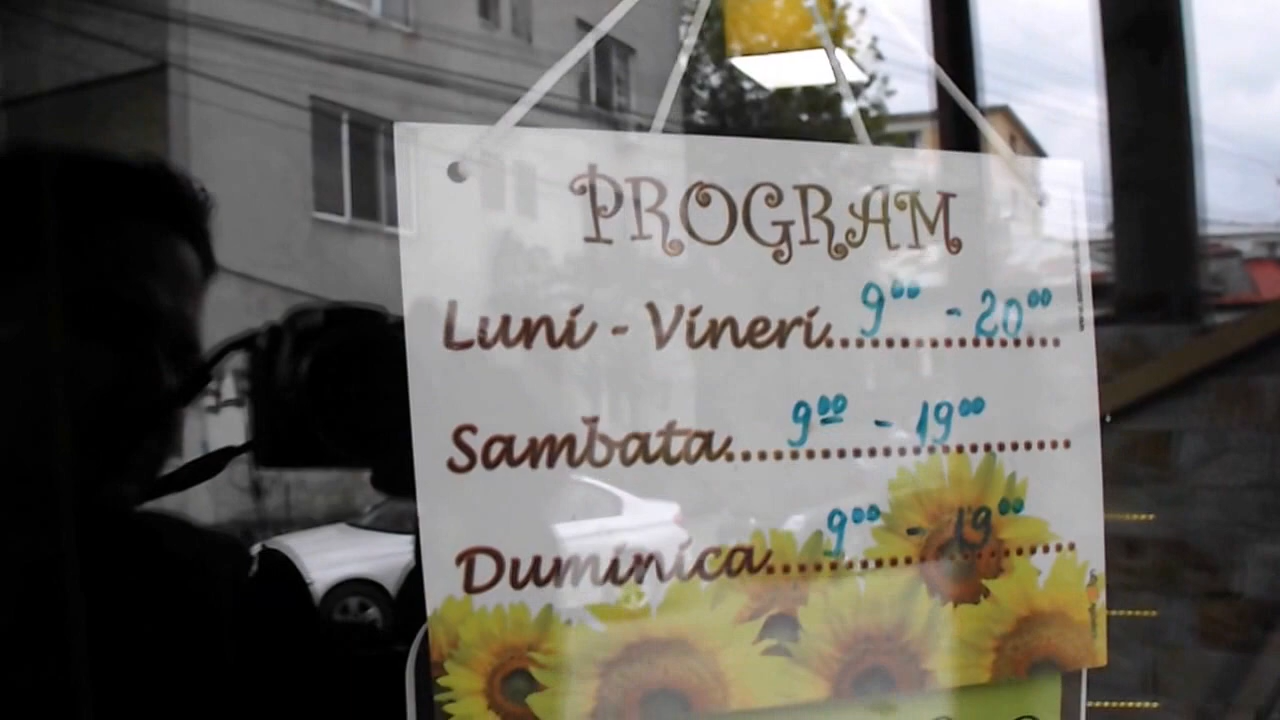 PROGRAM
Luni - Vineri..... 9⁰⁰ - 20⁰⁰
Sambata..... 9⁰⁰ - 19⁰⁰
Duminica..... 9⁰⁰ - 19⁰⁰